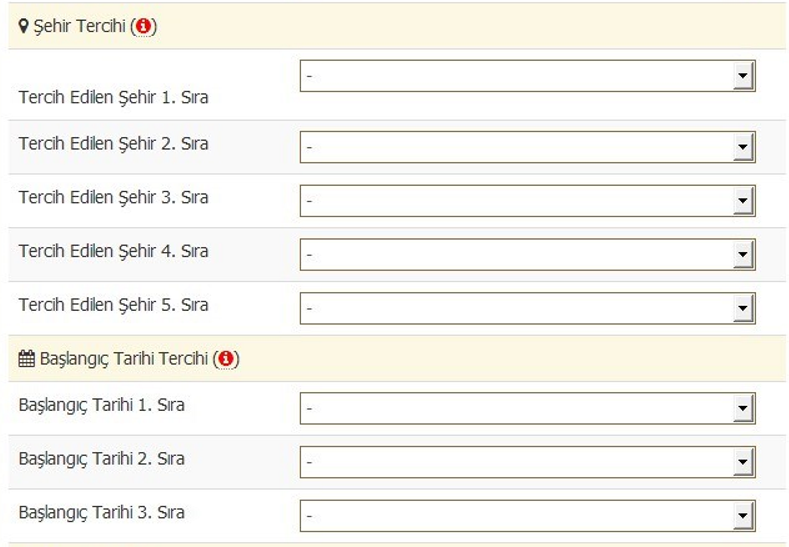 Şehir Tercihi (i)
Tercih Edilen Şehir 1. Sıra
-
Tercih Edilen Şehir 2. Sıra
-
Tercih Edilen Şehir 3. Sıra
-
Tercih Edilen Şehir 4. Sıra
-
Tercih Edilen Şehir 5. Sıra
-
Başlangıç Tarihi Tercihi (i)
Başlangıç Tarihi 1. Sıra
-
Başlangıç Tarihi 2. Sıra
-
Başlangıç Tarihi 3. Sıra
-